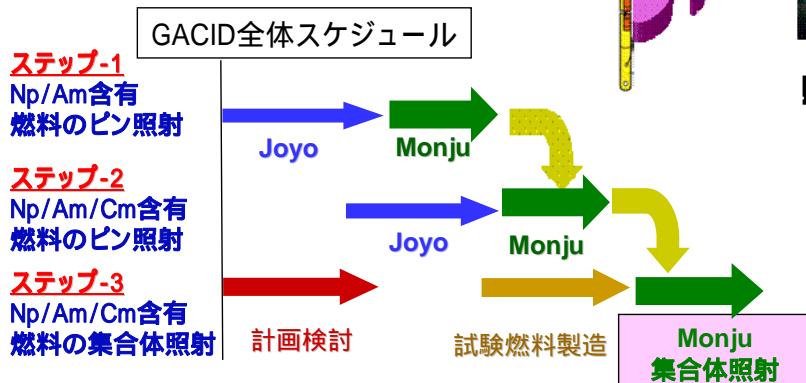 GACID全体スケジュール
ステップ-1
Np/Am含有
燃料のピン照射
Joyo
Monju
ステップ-2
Np/Am/Cm含有
燃料のピン照射
Joyo
Monju
ステップ-3
Np/Am/Cm含有
燃料の集合体照射
計画検討
試験燃料製造
Monju
集合体照射